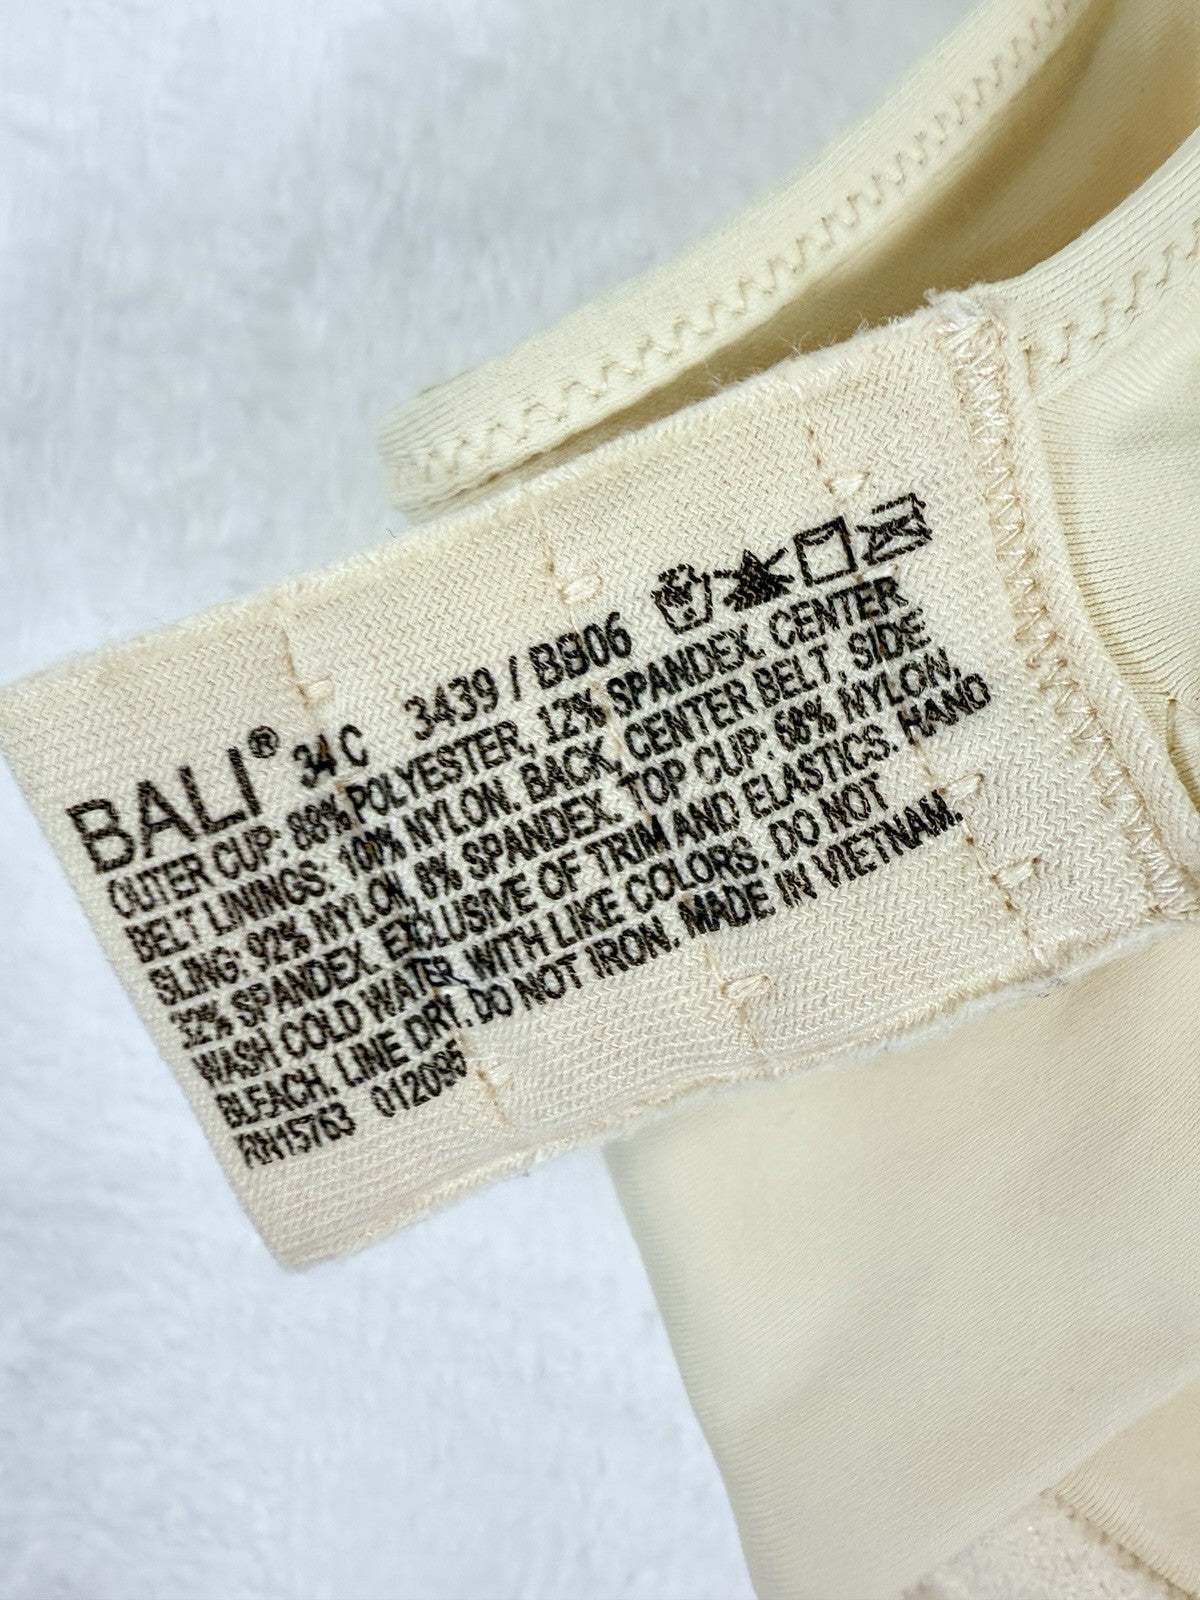 BALI® 34 C 3439 / BB06
OUTER CUP: 88% POLYESTER, 12% SPANDEX. CENTER
BELT LININGS: 100% NYLON. BACK, CENTER BELT, SIDE
SLING: 92% NYLON, 8% SPANDEX. TOP CUP: 68% NYLON,
32% SPANDEX. EXCLUSIVE OF TRIM AND ELASTICS. HAND
WASH COLD WATER, WITH LIKE COLORS. DO NOT
BLEACH. LINE DRY. DO NOT IRON. MADE IN VIETNAM.
RN15763 012095